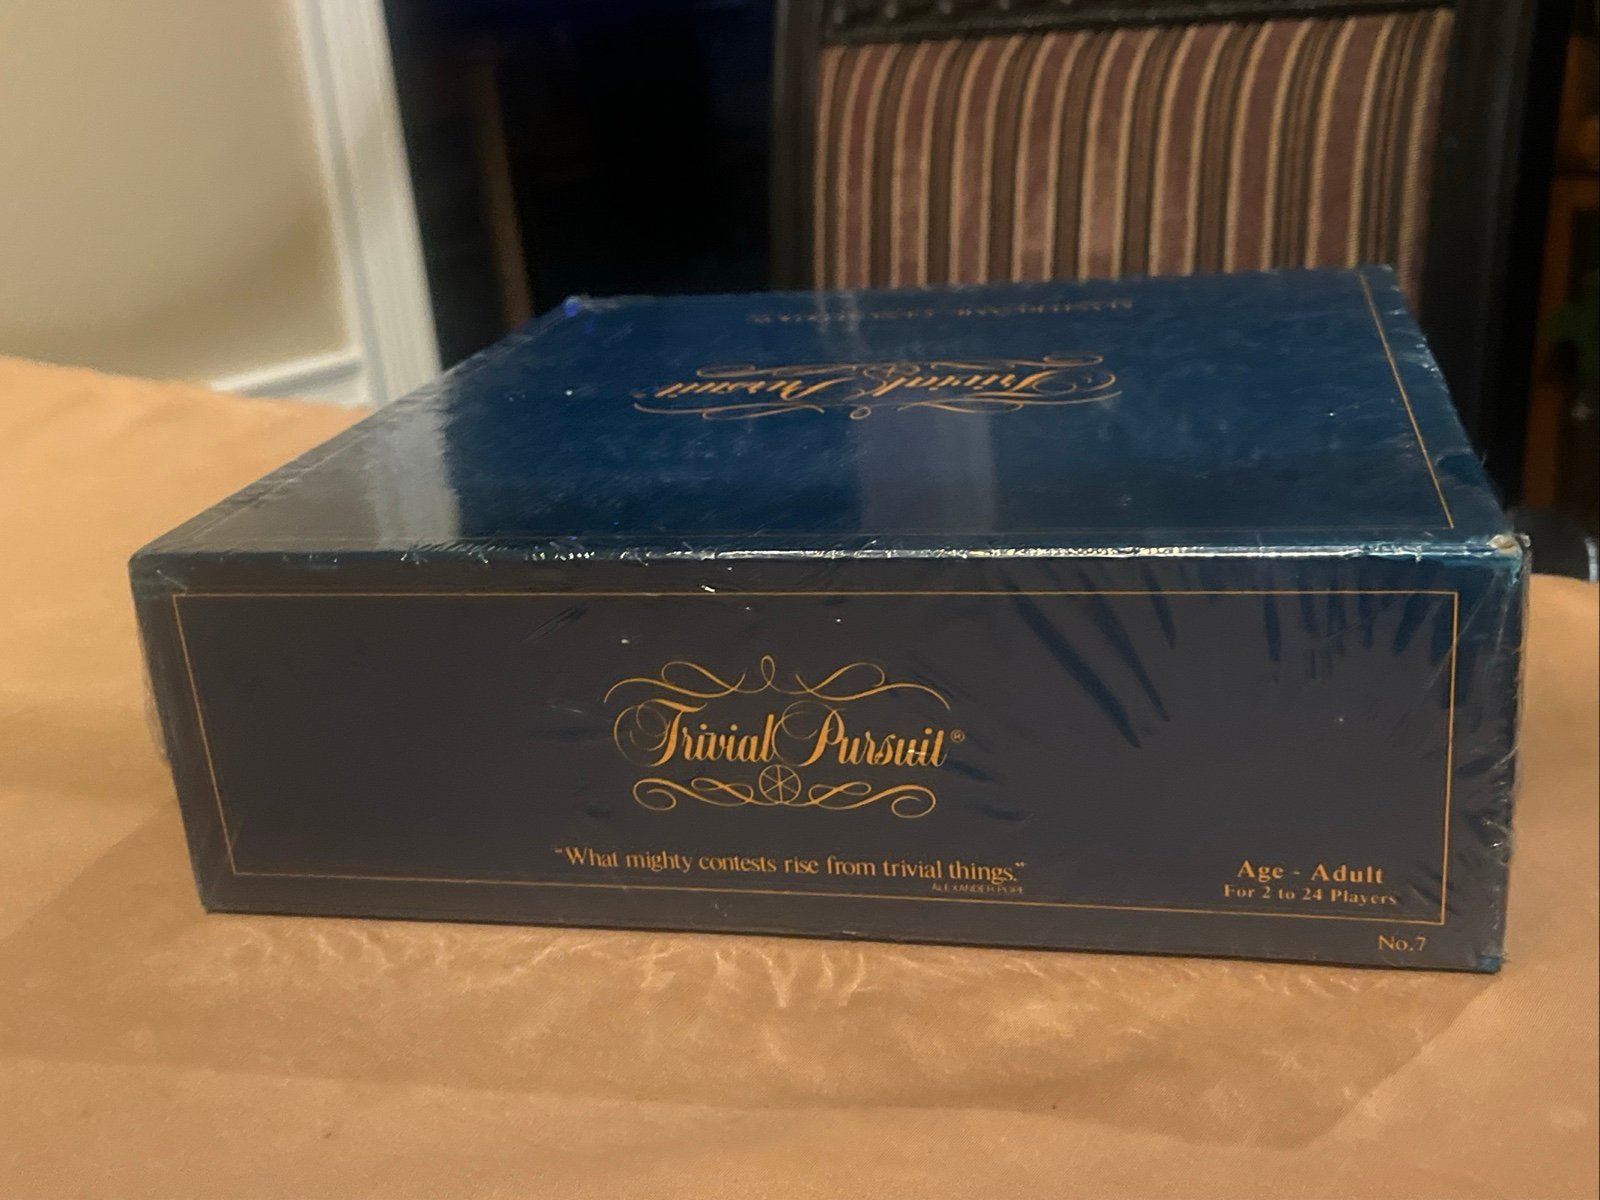 Trivial Pursuit
Trivial Pursuit®
“What mighty contests rise from trivial things.”
ALEXANDER POPE
Age - Adult
For 2 to 24 Players
No.7